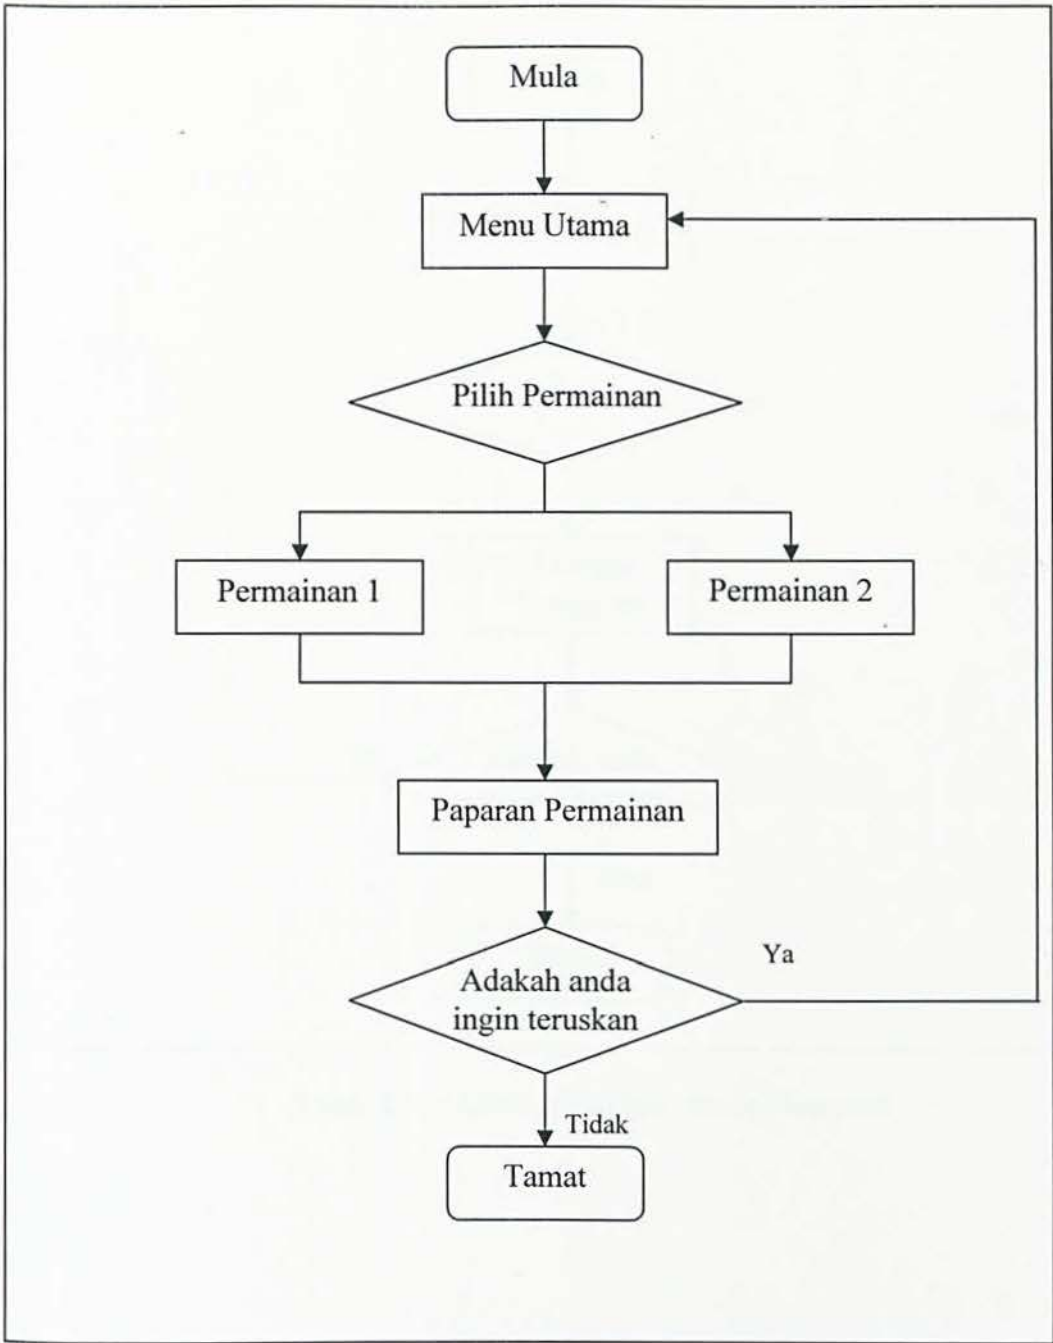 Mula
Menu Utama
Pilih Permainan
Permainan 1
Permainan 2
Paparan Permainan
Adakah anda
ingin teruskan
Ya
Tidak
Tamat